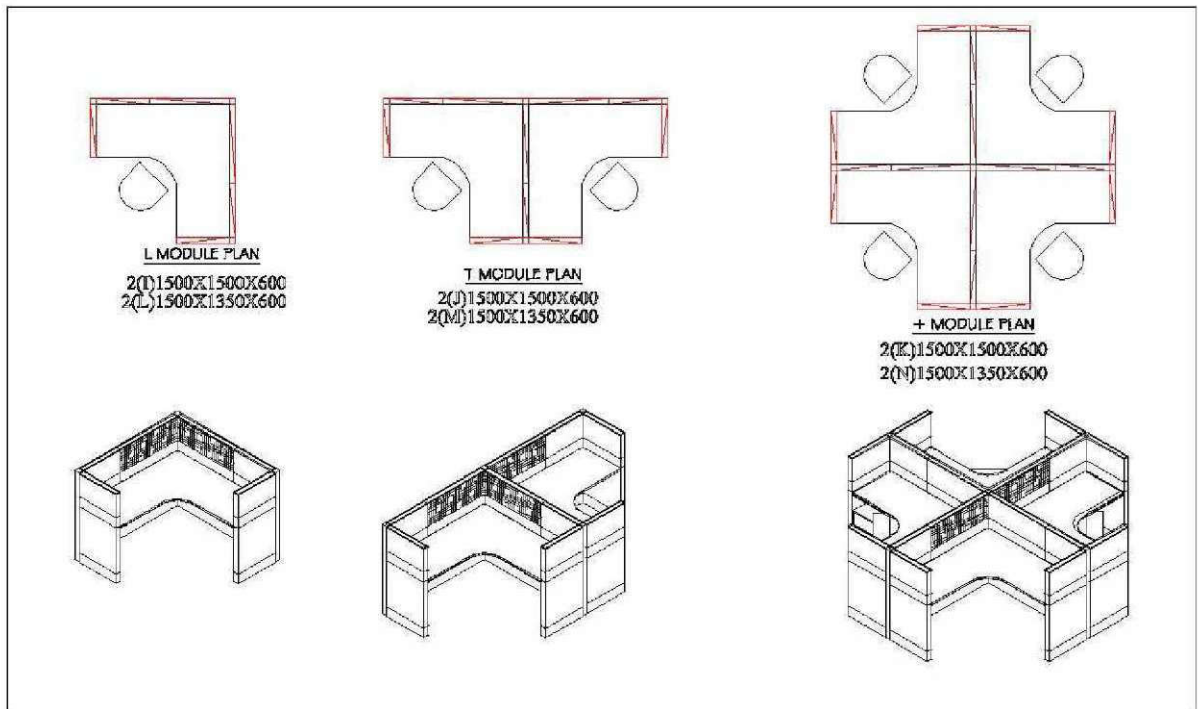 L MODULE PLAN
2(I)1500X1500X600
2(L)1500X1350X600
T MODULE PLAN
2(J)1500X1500X600
2(M)1500X1350X600
+ MODULE PLAN
2(K)1500X1500X600
2(N)1500X1350X600